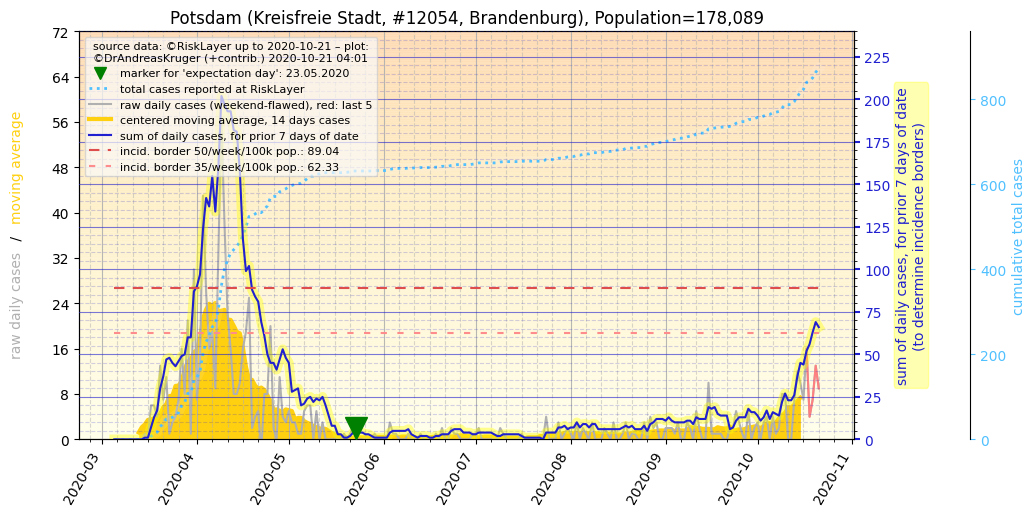 Potsdam (Kreisfreie Stadt, #12054, Brandenburg), Population=178,089
source data: ©RiskLayer up to 2020-10-21 – plot:
©DrAndreasKruger (+contrib.) 2020-10-21 04:01
marker for 'expectation day': 23.05.2020
total cases reported at RiskLayer
raw daily cases (weekend-flawed), red: last 5
centered moving average, 14 days cases
sum of daily cases, for prior 7 days of date
incid. border 50/week/100k pop.: 89.04
incid. border 35/week/100k pop.: 62.33
raw daily cases / moving average
72
64
56
48
40
32
24
16
8
0
225
200
175
150
125
100
75
50
25
0
sum of daily cases, for prior 7 days of date
(to determine incidence borders)
800
600
400
200
0
cumulative total cases
2020-03
2020-04
2020-05
2020-06
2020-07
2020-08
2020-09
2020-10
2020-11